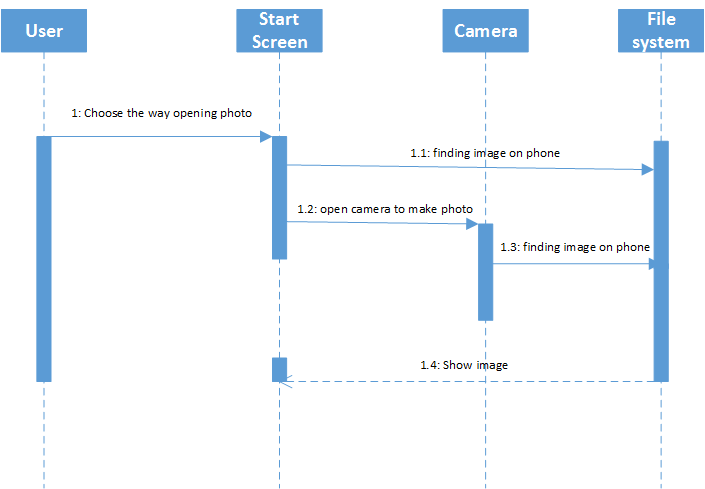 User
Start
Screen
Camera
File
system
1: Choose the way opening photo
1.1: finding image on phone
1.2: open camera to make photo
1.3: finding image on phone
1.4: Show image